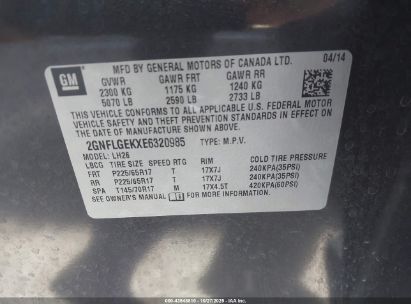 GM
MFD BY GENERAL MOTORS OF CANADA LTD.
04/14
GVWR GAWR FRT GAWR RR
2300 KG 1175 KG 1240 KG
5070 LB 2590 LB 2733 LB
THIS VEHICLE CONFORMS TO ALL APPLICABLE U.S. FEDERAL MOTOR
VEHICLE SAFETY AND THEFT PREVENTION STANDARDS IN EFFECT ON
THE DATE OF MANUFACTURE SHOWN ABOVE.
2GNFLGEKXE6320985 TYPE: M.P.V.
MODEL: LH26
LBCG TIRE SIZE SPEED RTG RIM COLD TIRE PRESSURE
FRT P225/65R17 T 17X7J 240KPA(35PSI)
RR P225/65R17 T 17X7J 240KPA(35PSI)
SPA T145/70R17 M 17X4.5T 420KPA(60PSI)
SEE OWNER'S MANUAL FOR MORE INFORMATION.